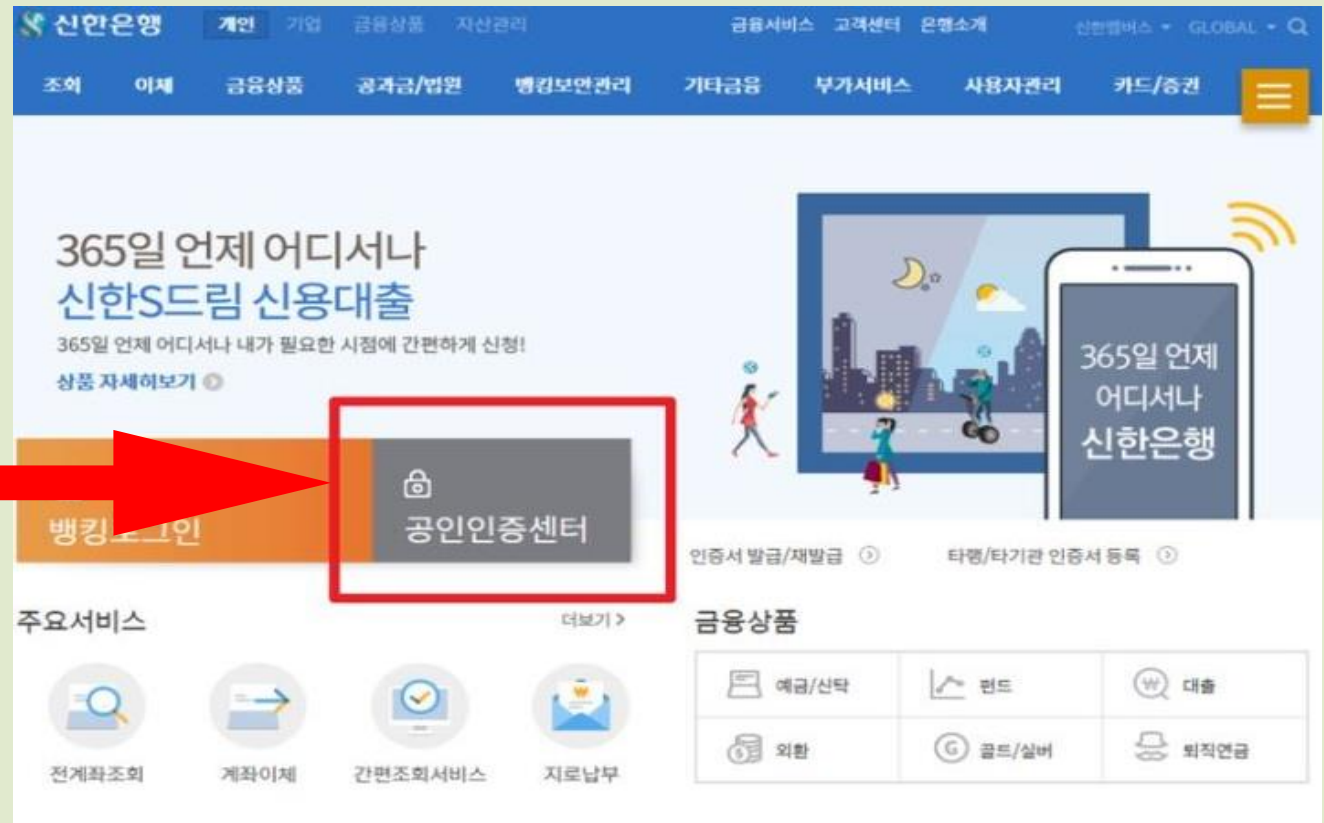 신한은행 개인 기업 금융상품 자산관리 금융서비스 고객센터 은행소개 신한멤버스 GLOBAL
조회 이체 금융상품 공과금/법원 뱅킹보안관리 기타금융 부가서비스 사용자관리 카드/증권
365일 언제 어디서나
신한S드림 신용대출
365일 언제 어디서나 내가 필요한 시점에 간편하게 신청!
상품 자세히보기
365일 언제
어디서나
신한은행
뱅킹로그인
공인인증센터
인증서 발급/재발급 타행/타기관 인증서 등록
주요서비스 더보기 >
전계좌조회 계좌이체 간편조회서비스 지로납부
금융상품
예금/신탁 펀드 대출
외환 골드/실버 퇴직연금